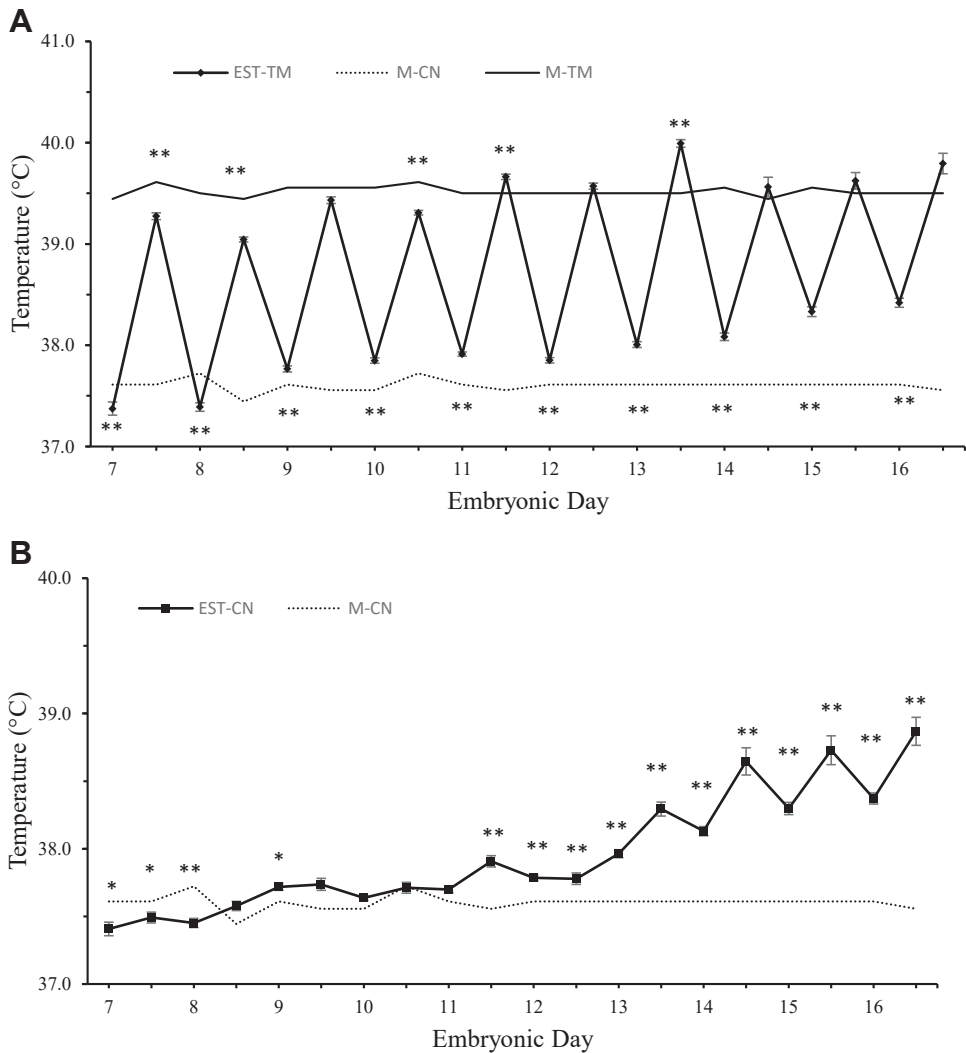 A
41.0
EST-TM M-CN M-TM
40.0
**
** ** ** **
39.0
Temperature (°C)
38.0
** ** ** ** ** ** ** ** ** **
37.0
7 8 9 10 11 12 13 14 15 16
Embryonic Day
B
40.0
EST-CN M-CN
39.0
** ** ** ** ** ** **
Temperature (°C)
38.0
** ** ** **
* * ** *
37.0
7 8 9 10 11 12 13 14 15 16
Embryonic Day